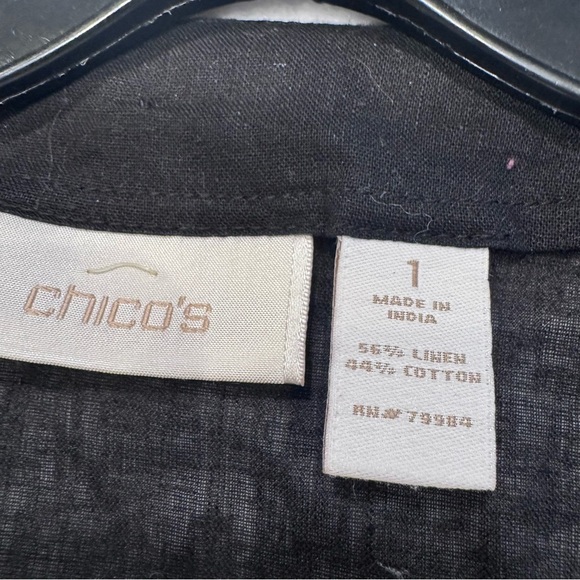 chico's
1
MADE IN
INDIA
56% LINEN
44% COTTON
RN# 79984